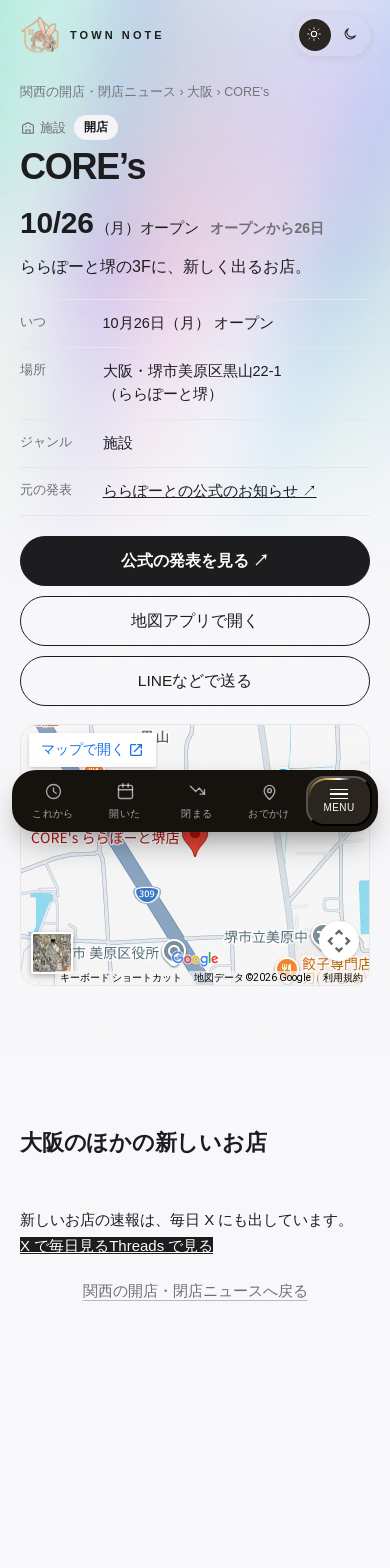 TOWN NOTE
関西の開店・閉店ニュース › 大阪 › CORE’s
施設 開店
CORE’s
10/26（月）オープン オープンから26日
ららぽーと堺の3Fに、新しく出るお店。
いつ 10月26日（月） オープン
場所 大阪・堺市美原区黒山22-1
（ららぽーと堺）
ジャンル 施設
元の発表 ららぽーとの公式のお知らせ ↗
公式の発表を見る ↗
地図アプリで開く
LINEなどで送る
マップで開く
これから 開いた 閉まる おでかけ MENU
CORE's ららぽーと堺店
309
堺市立美原中
市 美原区役所
餃子専門店
Google
キーボード ショートカット 地図データ ©2026 Google 利用規約
大阪のほかの新しいお店
新しいお店の速報は、毎日 X にも出しています。
X で毎日見るThreads で見る
関西の開店・閉店ニュースへ戻る